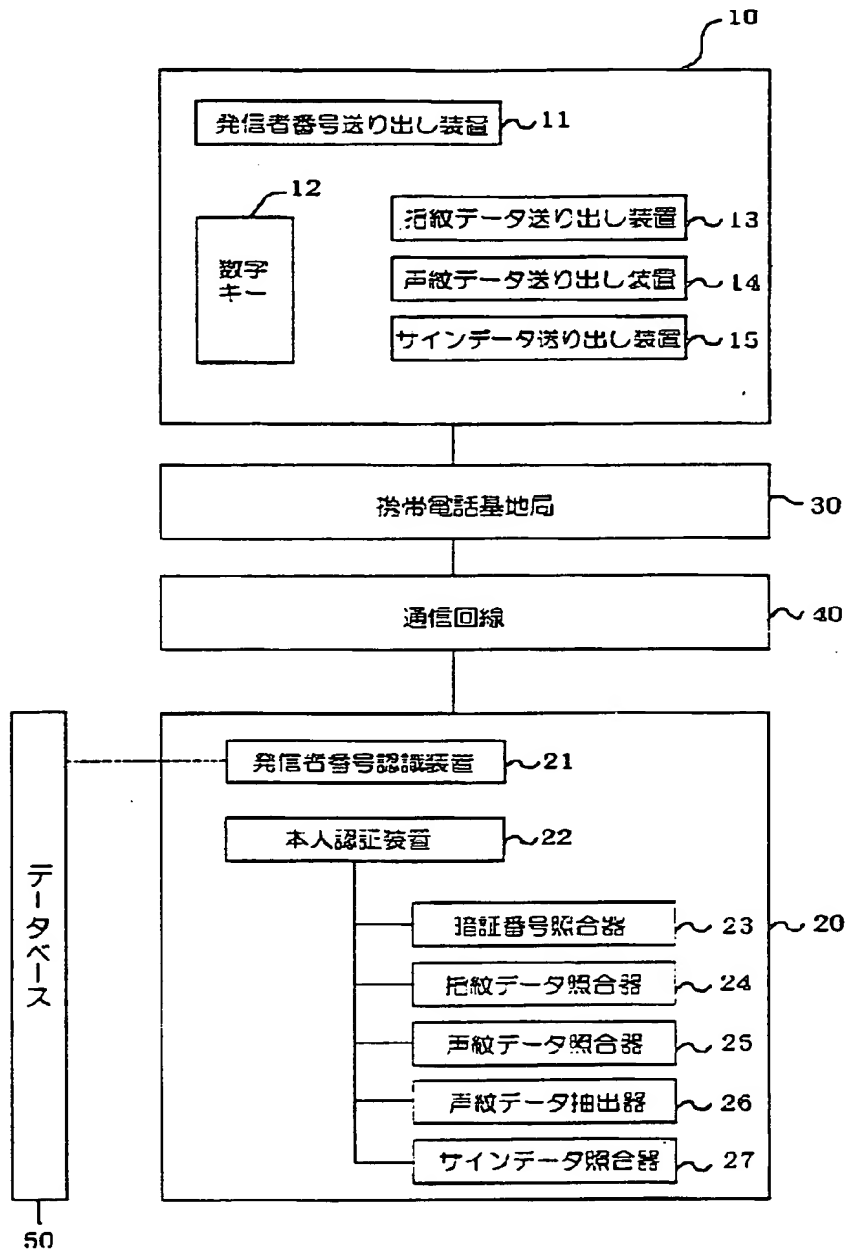 10
発信者番号送り出し装置 11
12
数字
キー
指紋データ送り出し装置 13
声紋データ送り出し装置 14
サインデータ送り出し装置 15
携帯電話基地局 30
通信回線 40
発信者番号認識装置 21
本人認証装置 22
データベース
暗証番号照合器 23
20
指紋データ照合器 24
声紋データ照合器 25
声紋データ抽出器 26
サインデータ照合器 27
50